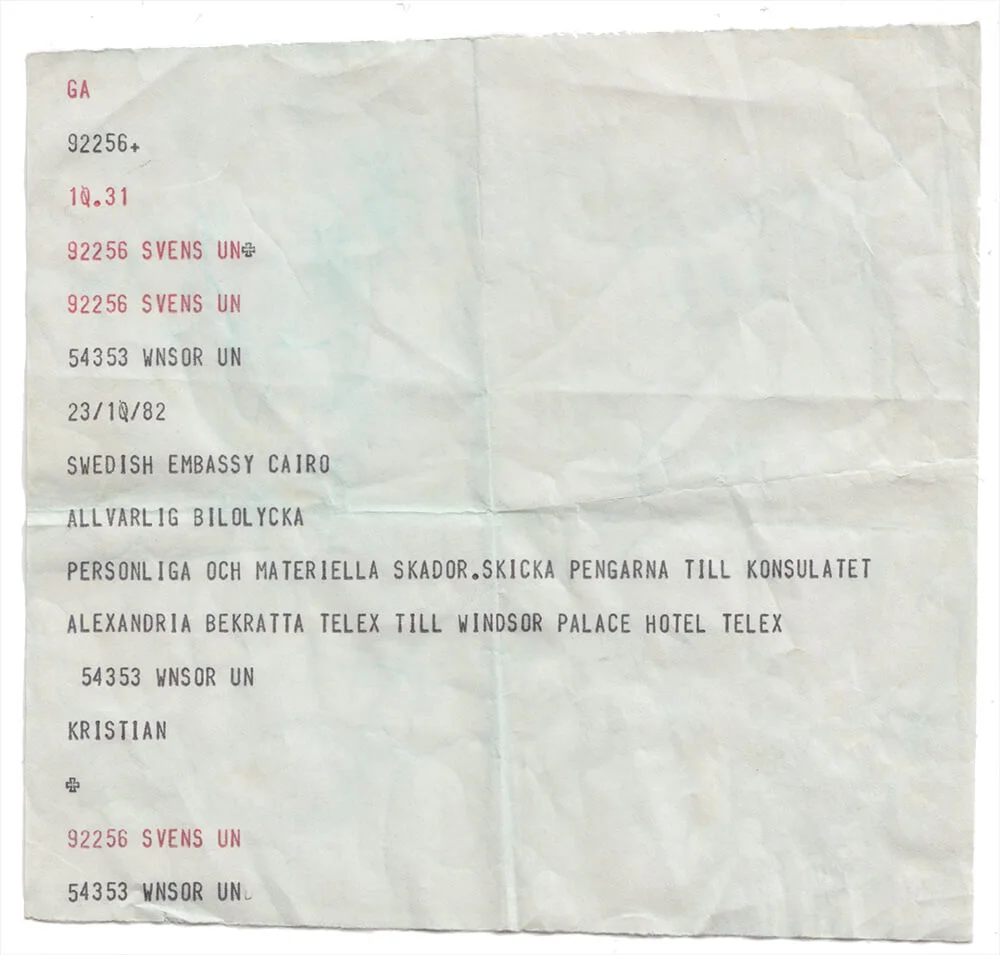 GA
92256+
10.31
92256 SVENS UN✠
92256 SVENS UN
54353 WNSOR UN
23/10/82
SWEDISH EMBASSY CAIRO
ALLVARLIG BILOLYCKA
PERSONLIGA OCH MATERIELLA SKADOR.SKICKA PENGARNA TILL KONSULATET
ALEXANDRIA BEKRATTA TELEX TILL WINDSOR PALACE HOTEL TELEX
54353 WNSOR UN
KRISTIAN
✠
92256 SVENS UN
54353 WNSOR UN